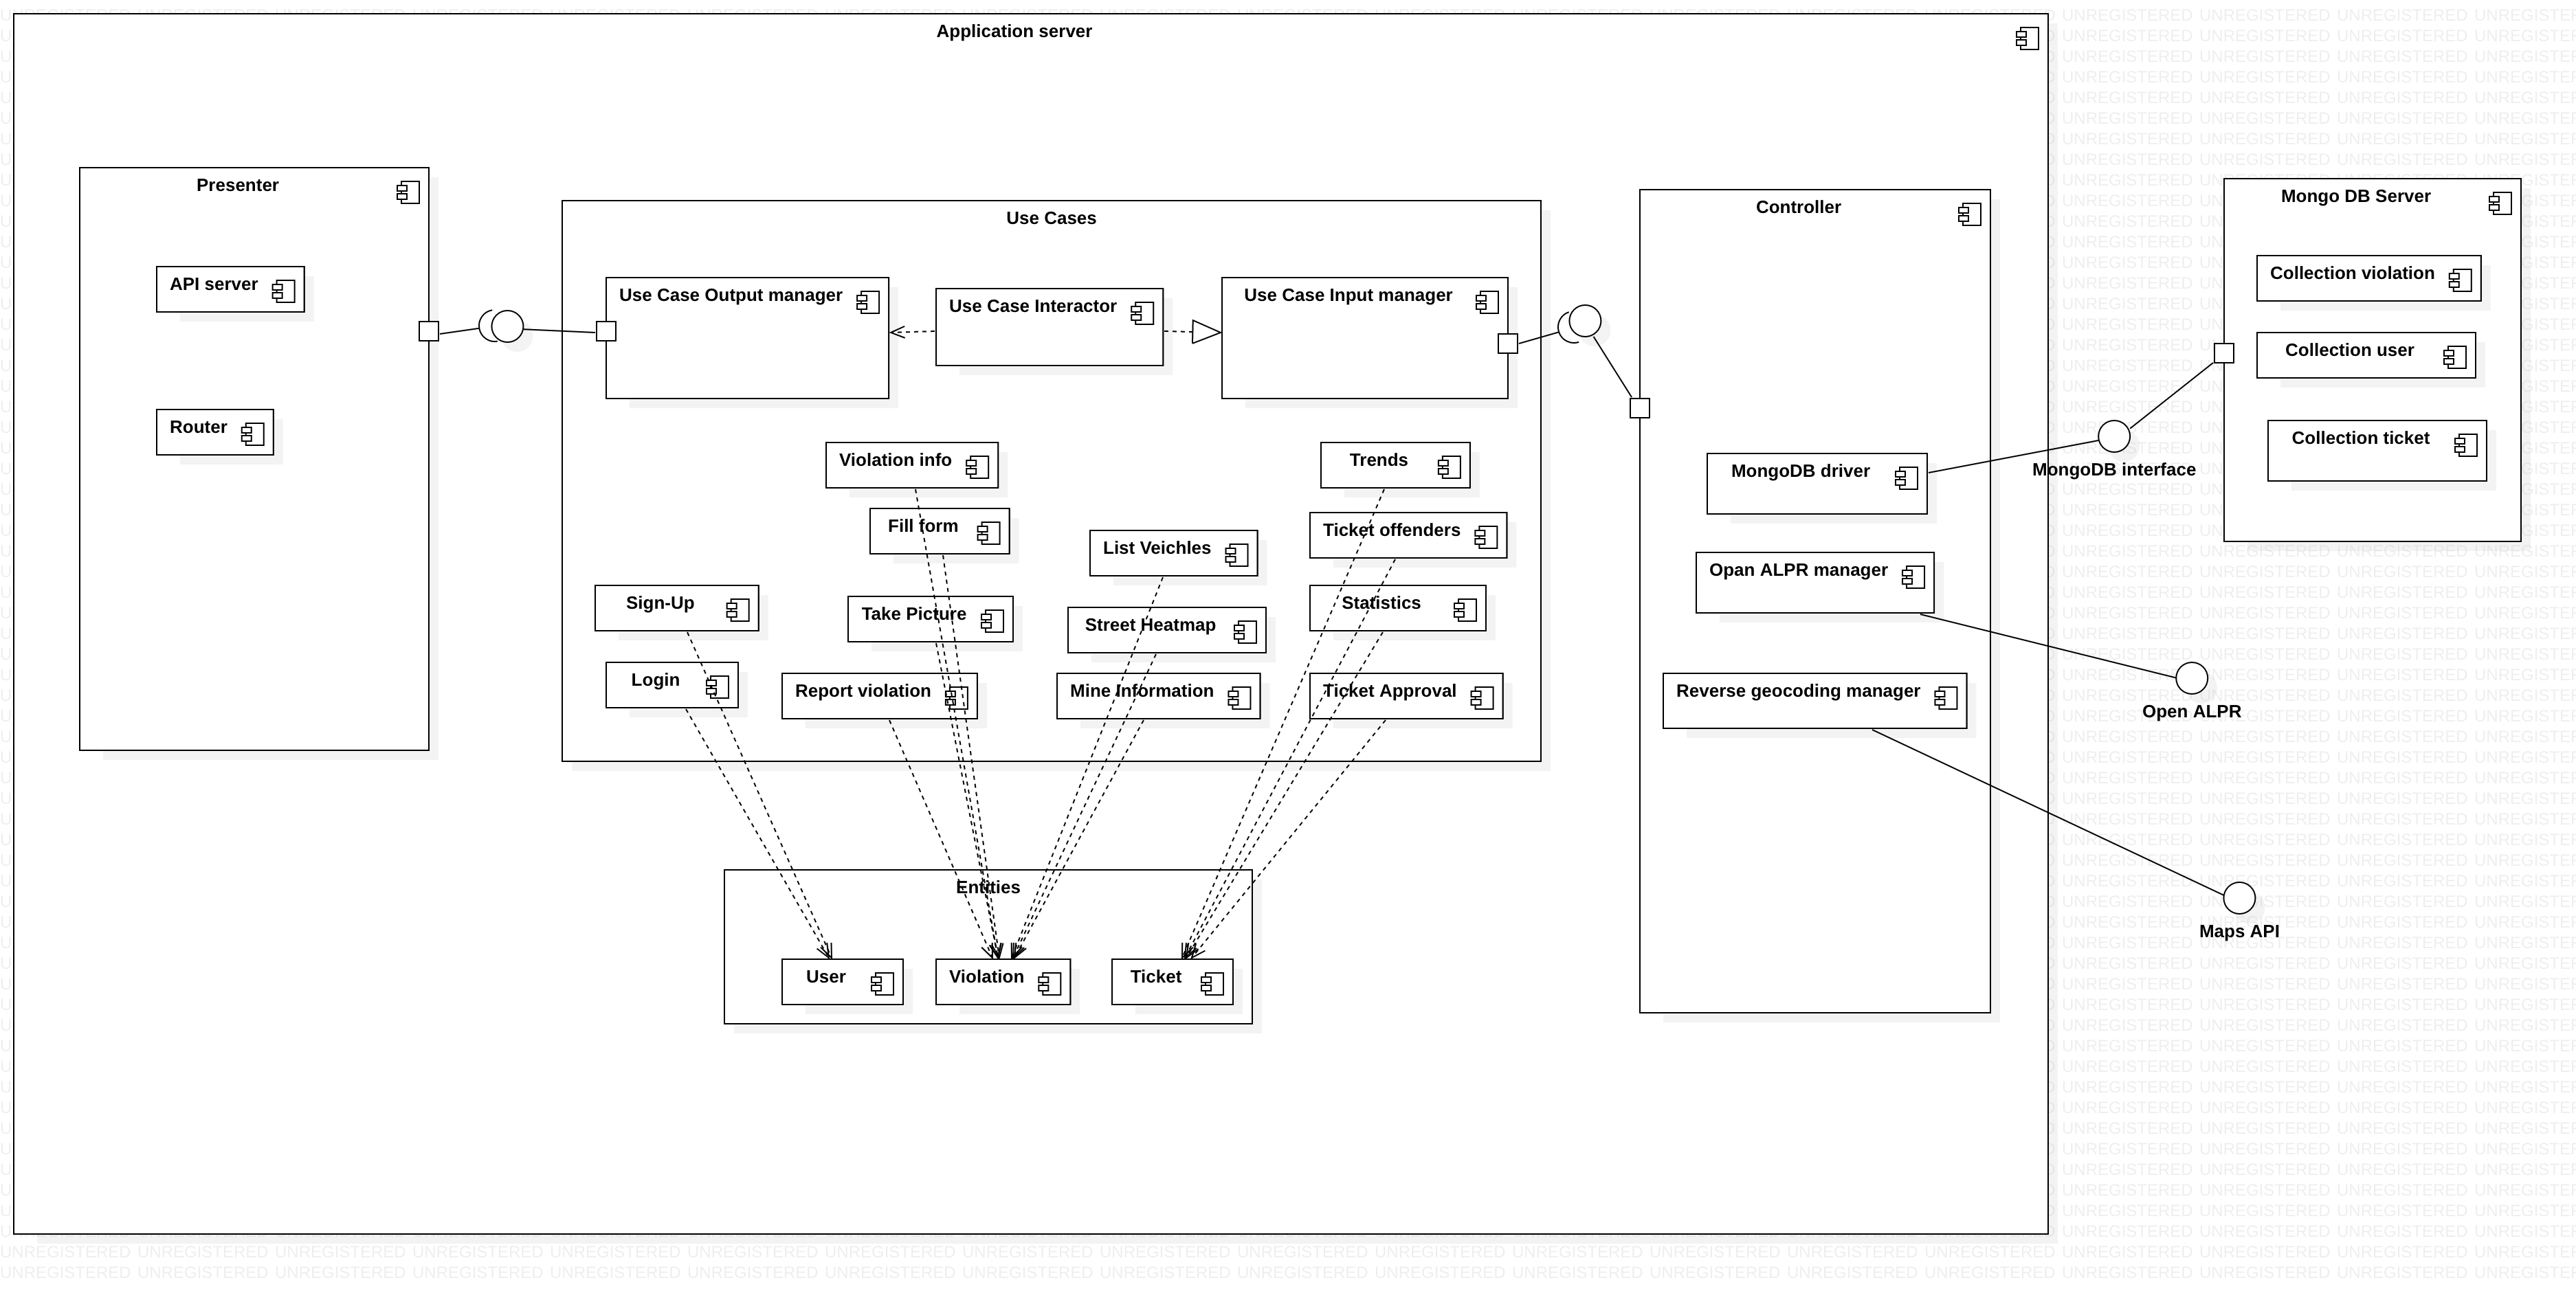 Application server
Presenter
API server
Router
Use Cases
Use Case Output manager
Use Case Interactor
Use Case Input manager
Violation info
Fill form
Take Picture
Report violation
Sign-Up
Login
List Veichles
Street Heatmap
Mine Information
Trends
Ticket offenders
Statistics
Ticket Approval
Entities
User
Violation
Ticket
Controller
MongoDB driver
Opan ALPR manager
Reverse geocoding manager
MongoDB interface
Open ALPR
Maps API
Mongo DB Server
Collection violation
Collection user
Collection ticket
UNREGISTERED UNREGISTERED UNREGISTERED UNREGISTERED UNREGISTERED UNREGISTERED UNREGISTERED UNREGISTERED UNREGISTERED UNREGISTERED UNREGISTERED UNREGISTERED UNREGISTERED UNREGISTERED UNREGISTERED UNREGISTERED UNREGISTERED UNREGISTERED